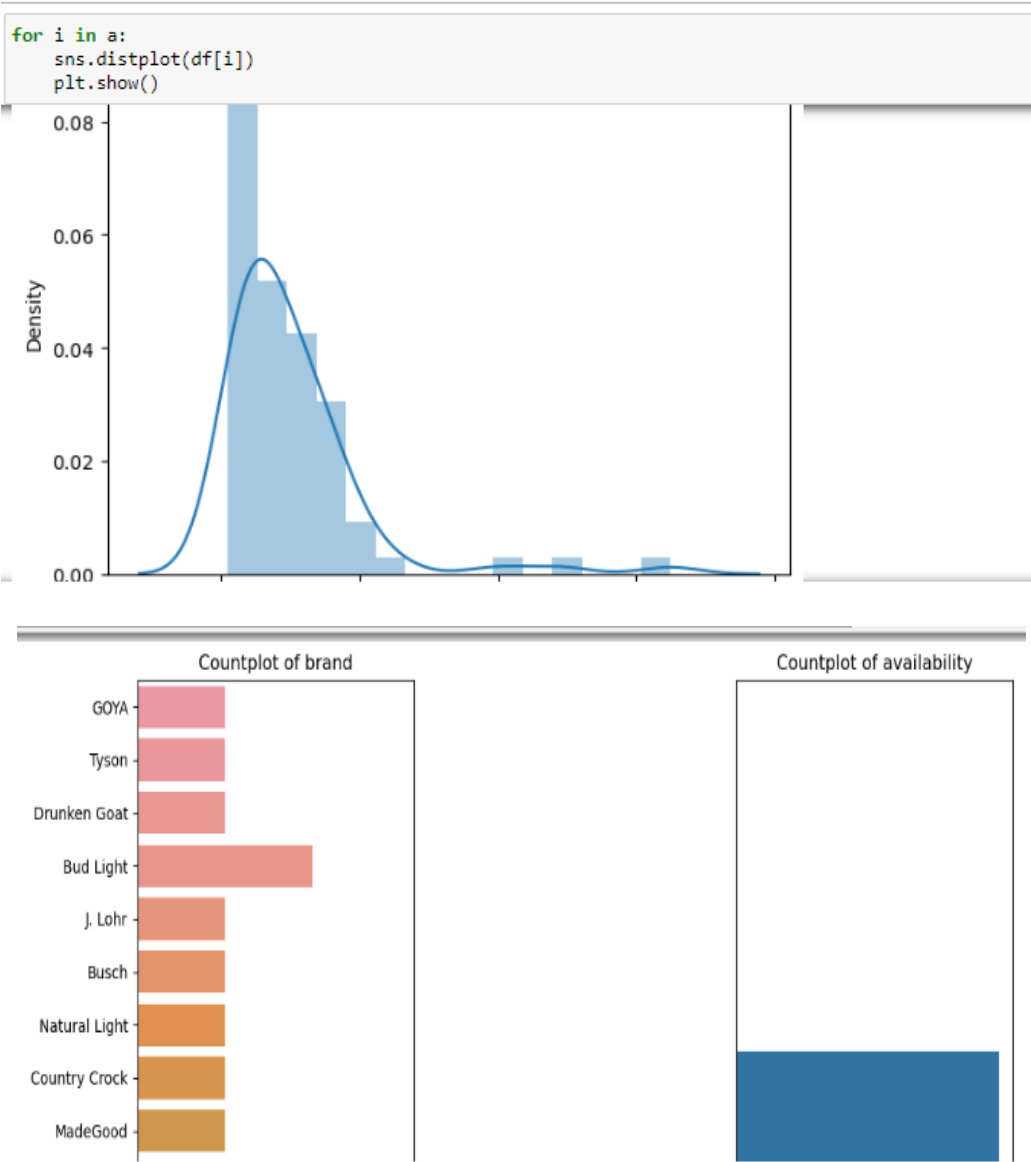 for i in a:
    sns.distplot(df[i])
    plt.show()
0.08
0.06
Density
0.04
0.02
0.00
Countplot of brand
Countplot of availability
GOYA
Tyson
Drunken Goat
Bud Light
J. Lohr
Busch
Natural Light
Country Crock
MadeGood